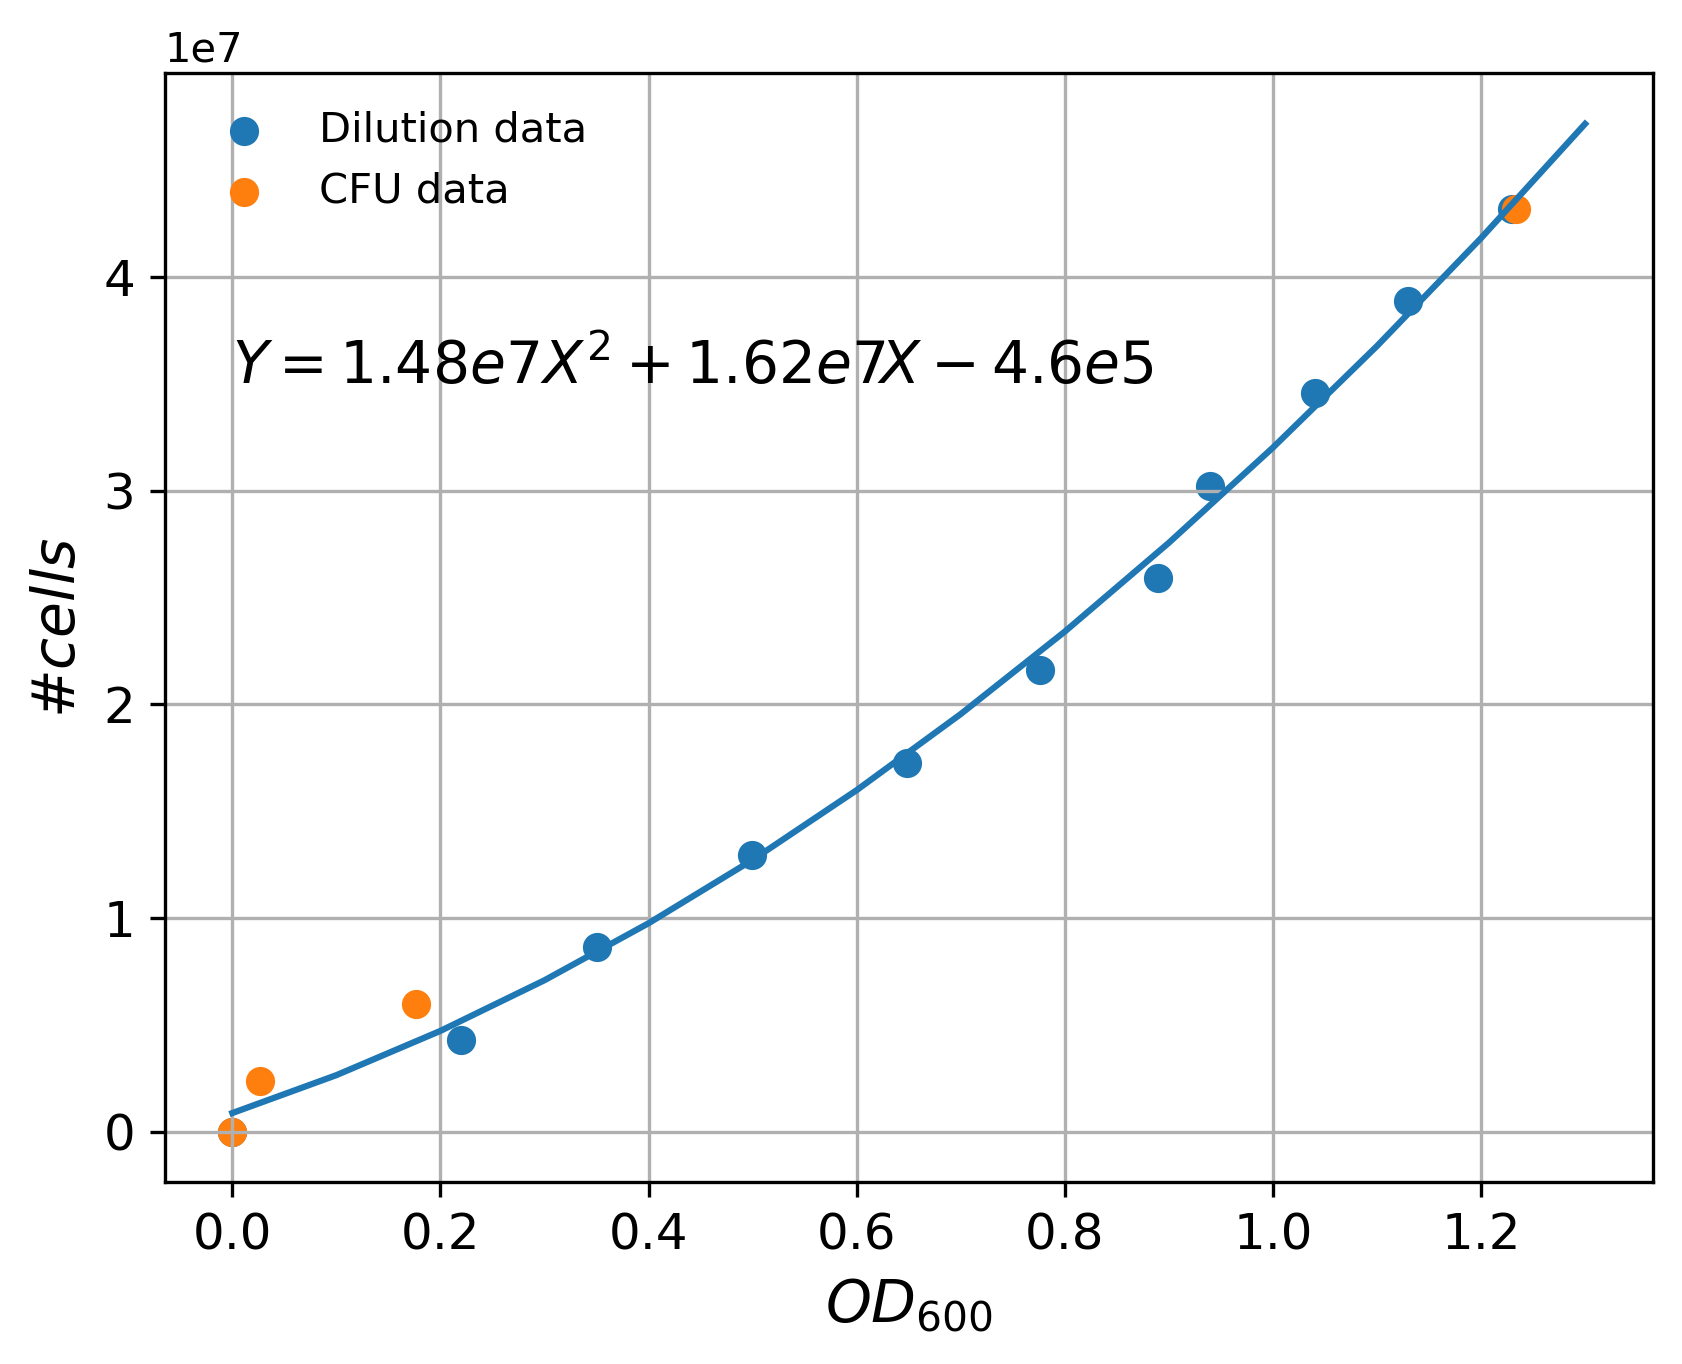 1e7
Dilution data
CFU data
4
Y = 1.48e7X² + 1.62e7X − 4.6e5
3
#cells
2
1
0
0.0 0.2 0.4 0.6 0.8 1.0 1.2
OD₆₀₀